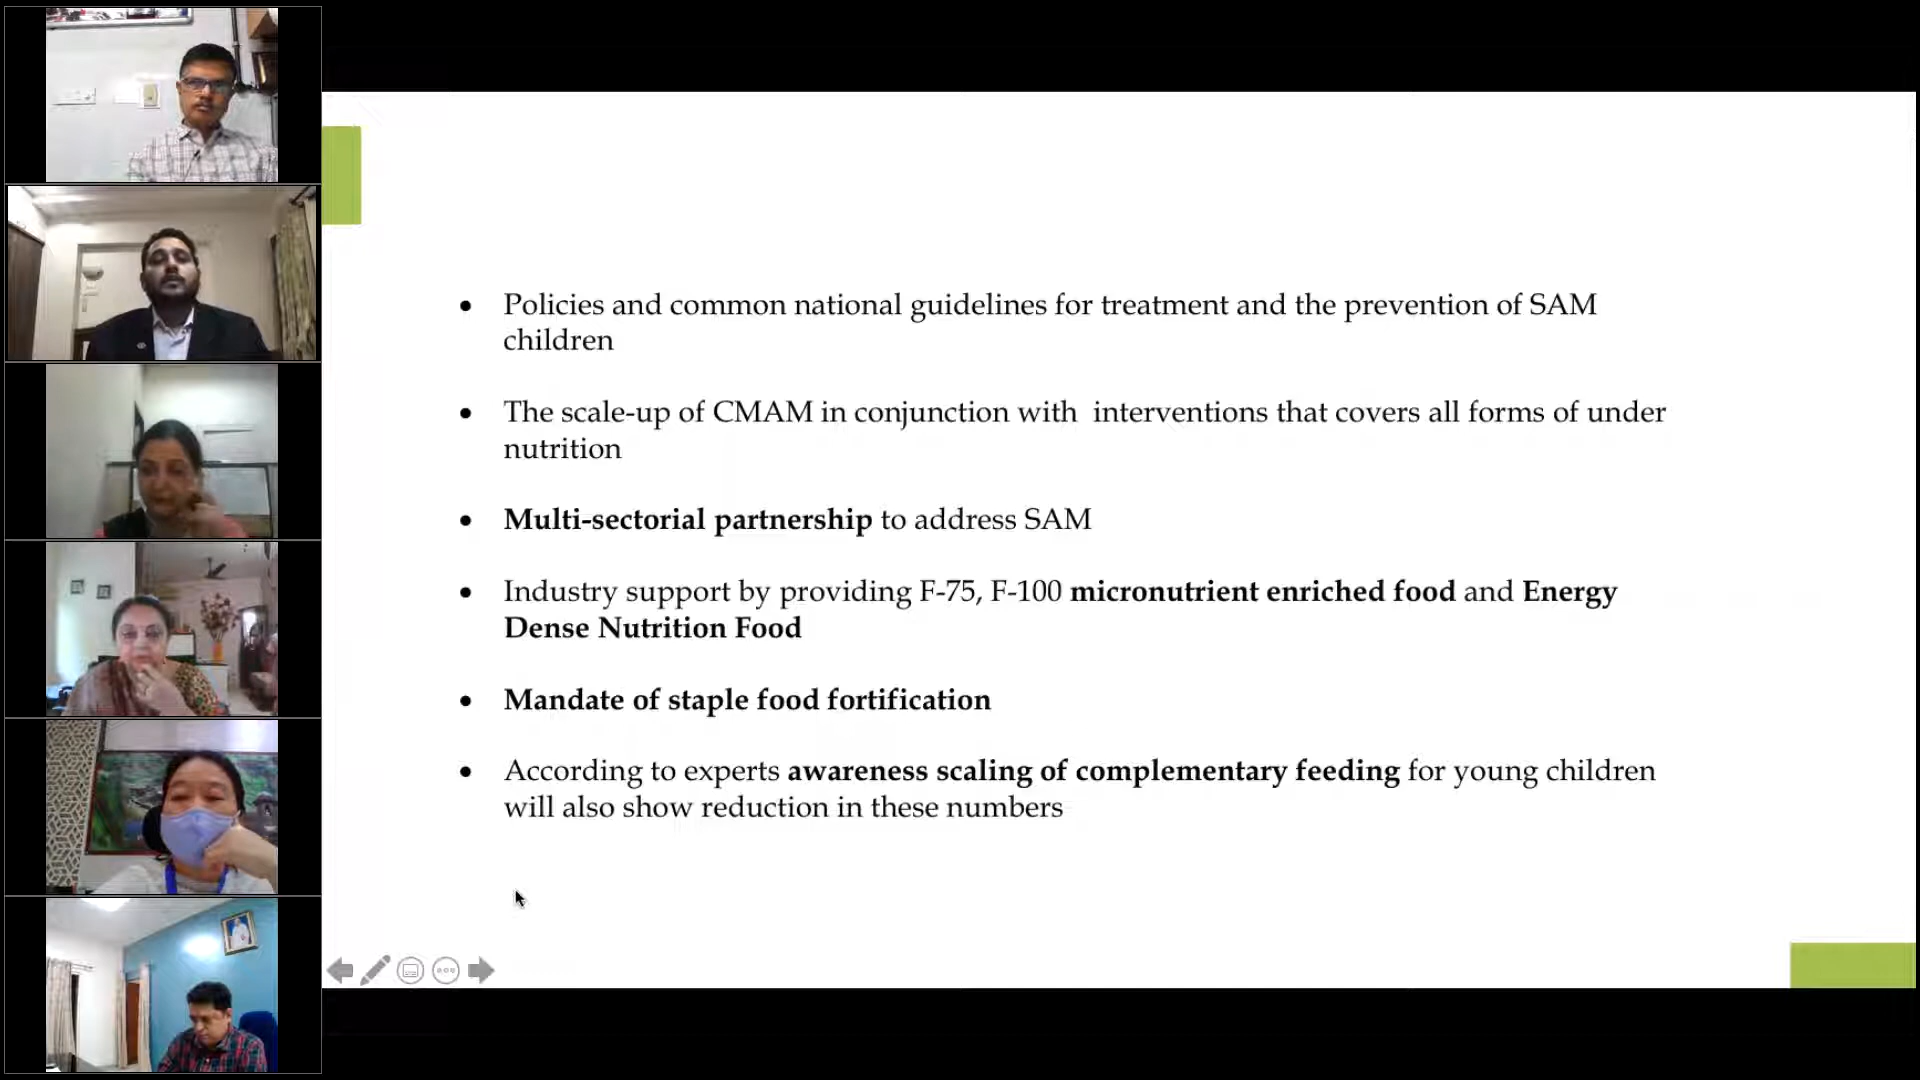 • Policies and common national guidelines for treatment and the prevention of SAM
children
• The scale-up of CMAM in conjunction with interventions that covers all forms of under
nutrition
• Multi-sectorial partnership to address SAM
• Industry support by providing F-75, F-100 micronutrient enriched food and Energy
Dense Nutrition Food
• Mandate of staple food fortification
• According to experts awareness scaling of complementary feeding for young children
will also show reduction in these numbers